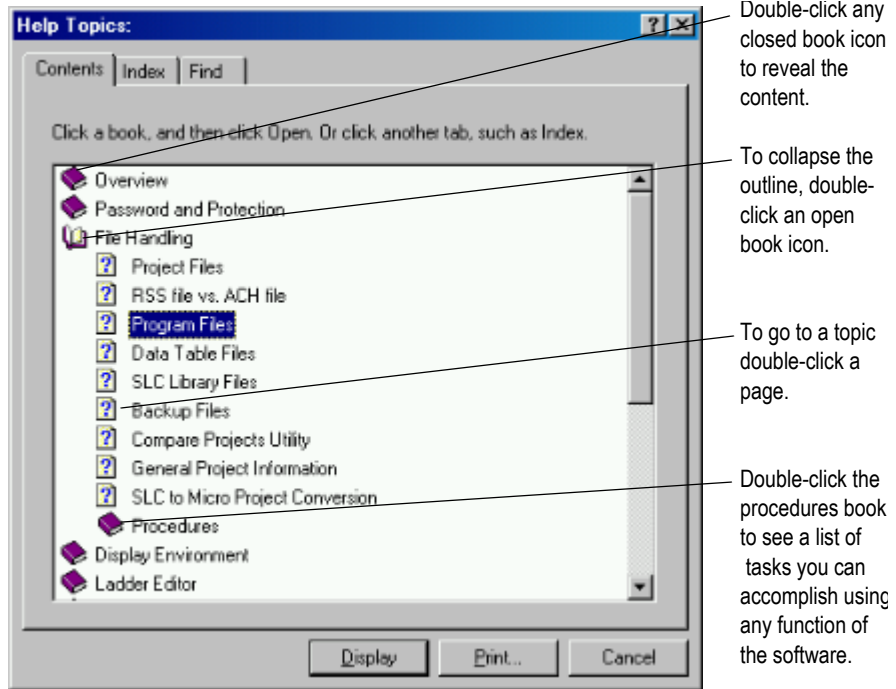 Help Topics:
Contents
Index
Find
Click a book, and then click Open. Or click another tab, such as Index.
Overview
Password and Protection
File Handling
Project Files
RSS file vs. ACH file
Program Files
Data Table Files
SLC Library Files
Backup Files
Compare Projects Utility
General Project Information
SLC to Micro Project Conversion
Procedures
Display Environment
Ladder Editor
Display
Print...
Cancel
Double-click any
closed book icon
to reveal the
content.
To collapse the
outline, double-
click an open
book icon.
To go to a topic
double-click a
page.
Double-click the
procedures book
to see a list of
tasks you can
accomplish using
any function of
the software.